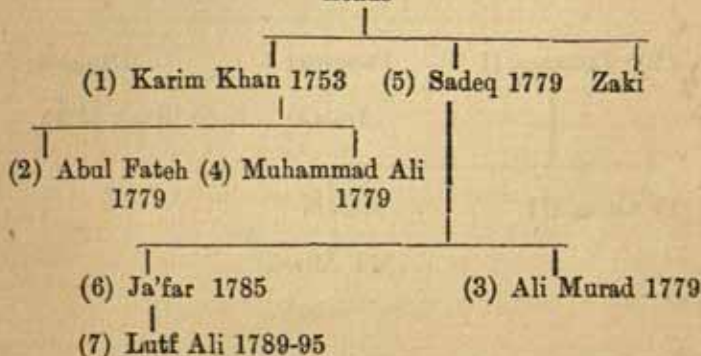 (1) Karim Khan 1753 (5) Sadeq 1779 Zaki
(2) Abul Fateh (4) Muhammad Ali
1779 1779
(6) Ja'far 1785 (3) Ali Murad 1779
(7) Lutf Ali 1789-95